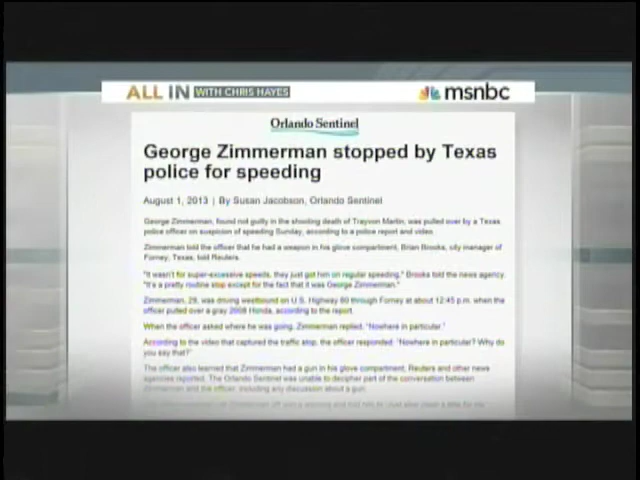 ALL IN WITH CHRIS HAYES
msnbc
Orlando Sentinel
George Zimmerman stopped by Texas
police for speeding
August 1, 2013 | By Susan Jacobson, Orlando Sentinel
George Zimmerman, found not guilty in the shooting death of Trayvon Martin, was pulled over by a Texas
police officer on suspicion of speeding Sunday, according to a police report and video.
Zimmerman told the officer that he had a weapon in his glove compartment, Brian Brooks, city manager of
Forney, Texas, told Reuters.
"It wasn't for super-excessive speeds, they just got him on regular speeding," Brooks told the news agency.
"It's a pretty routine stop except for the fact that it was George Zimmerman."
Zimmerman, 29, was driving westbound on U.S. Highway 80 through Forney at about 12:45 p.m. when the
officer pulled over a gray 2008 Honda, according to the report.
When the officer asked where he was going, Zimmerman replied, "Nowhere in particular."
According to the video that captured the traffic stop, the officer responded: "Nowhere in particular? Why do
you say that?"
The officer also learned that Zimmerman had a gun in his glove compartment, Reuters and other news
agencies reported. The Orlando Sentinel was unable to decipher part of the conversation between
Zimmerman and the officer, including any discussion about a gun.